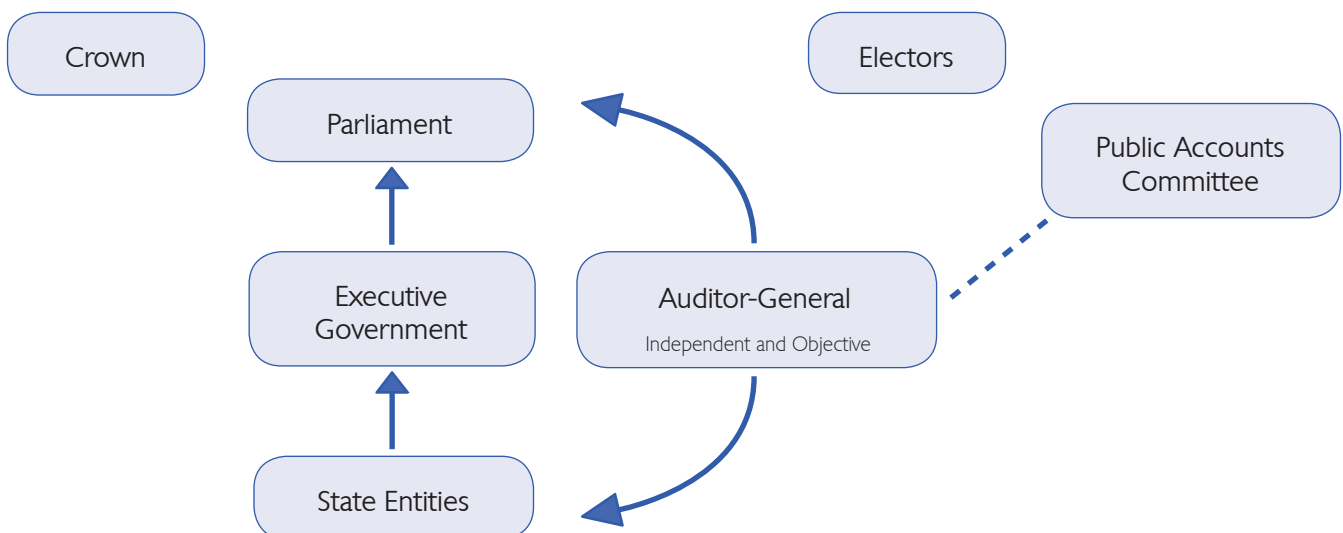 Crown
Electors
Parliament
Public Accounts
Committee
Executive
Government
Auditor-General
Independent and Objective
State Entities